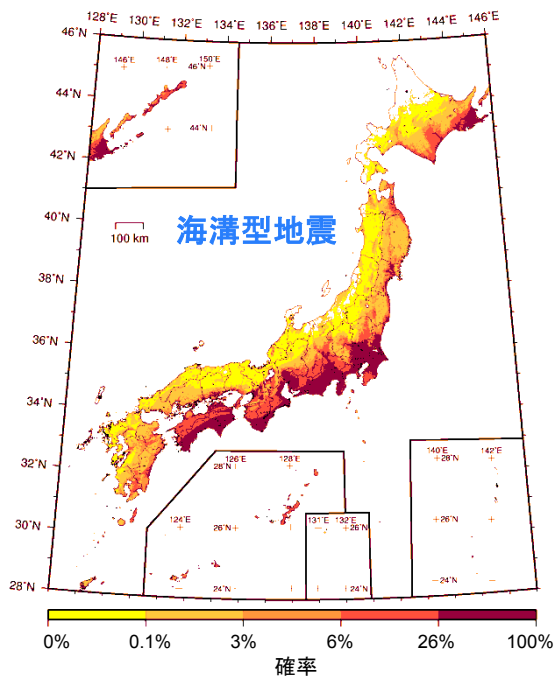 128°E 130°E 132°E 134°E 136°E 138°E 140°E 142°E 144°E 146°E
46°N
146°E 148°E 150°E
46°N
44°N
44°N
42°N
40°N
100 km
海溝型地震
38°N
36°N
34°N
32°N
126°E 128°E
28°N
140°E 142°E
28°N
30°N
124°E
26°N
131°E 132°E
26°N
26°N
28°N
24°N
24°N
24°N
0% 0.1% 3% 6% 26% 100%
確率